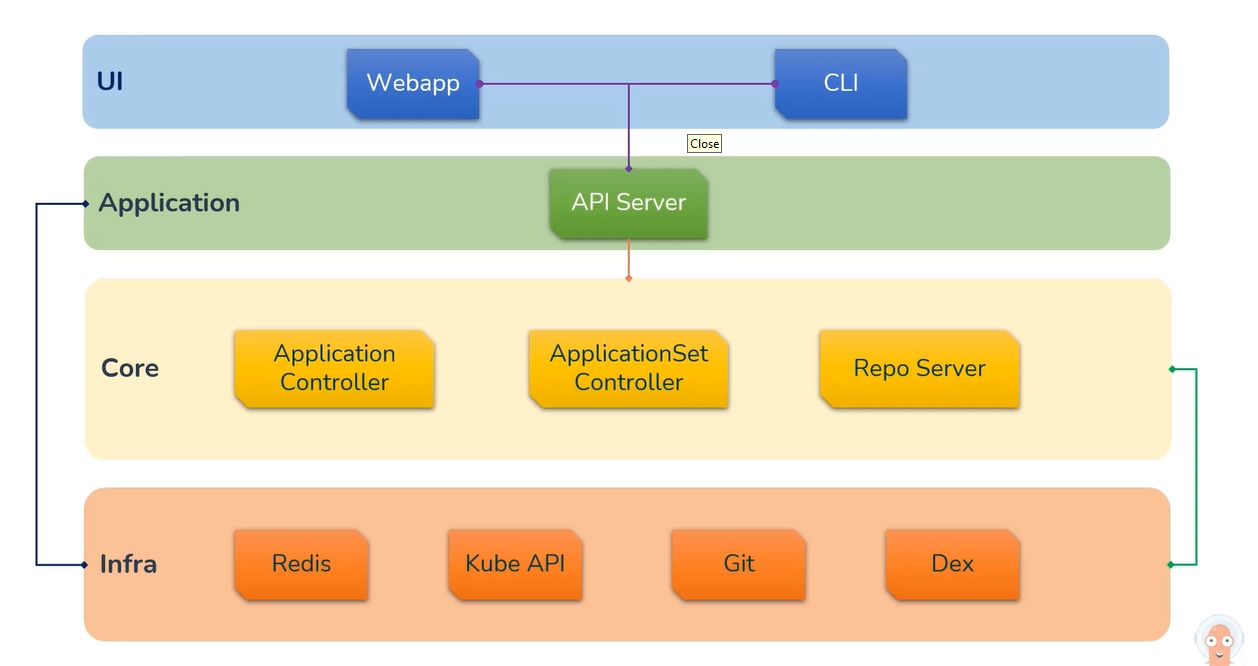 UI
Webapp
CLI
Close
Application
API Server
Core
Application
Controller
ApplicationSet
Controller
Repo Server
Infra
Redis
Kube API
Git
Dex